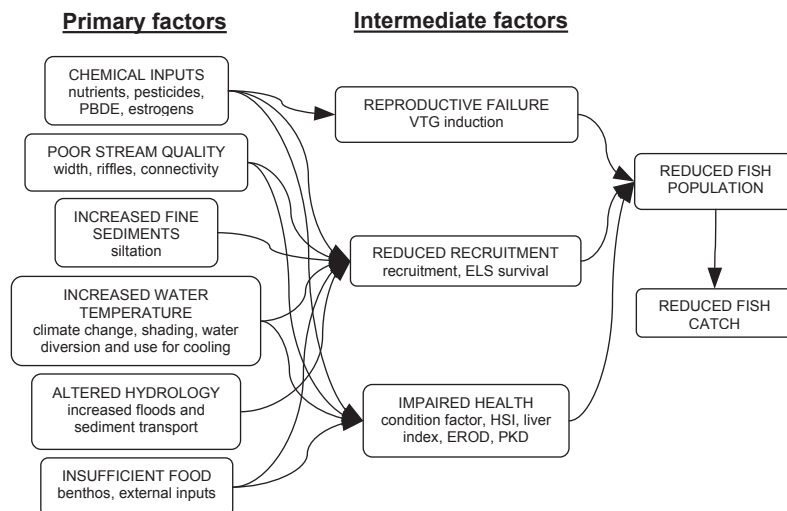 Primary factors
Intermediate factors
CHEMICAL INPUTS
nutrients, pesticides,
PBDE, estrogens
POOR STREAM QUALITY
width, riffles, connectivity
INCREASED FINE
SEDIMENTS
siltation
INCREASED WATER
TEMPERATURE
climate change, shading, water
diversion and use for cooling
ALTERED HYDROLOGY
increased floods and
sediment transport
INSUFFICIENT FOOD
benthos, external inputs
REPRODUCTIVE FAILURE
VTG induction
REDUCED RECRUITMENT
recruitment, ELS survival
IMPAIRED HEALTH
condition factor, HSI, liver
index, EROD, PKD
REDUCED FISH
POPULATION
REDUCED FISH
CATCH